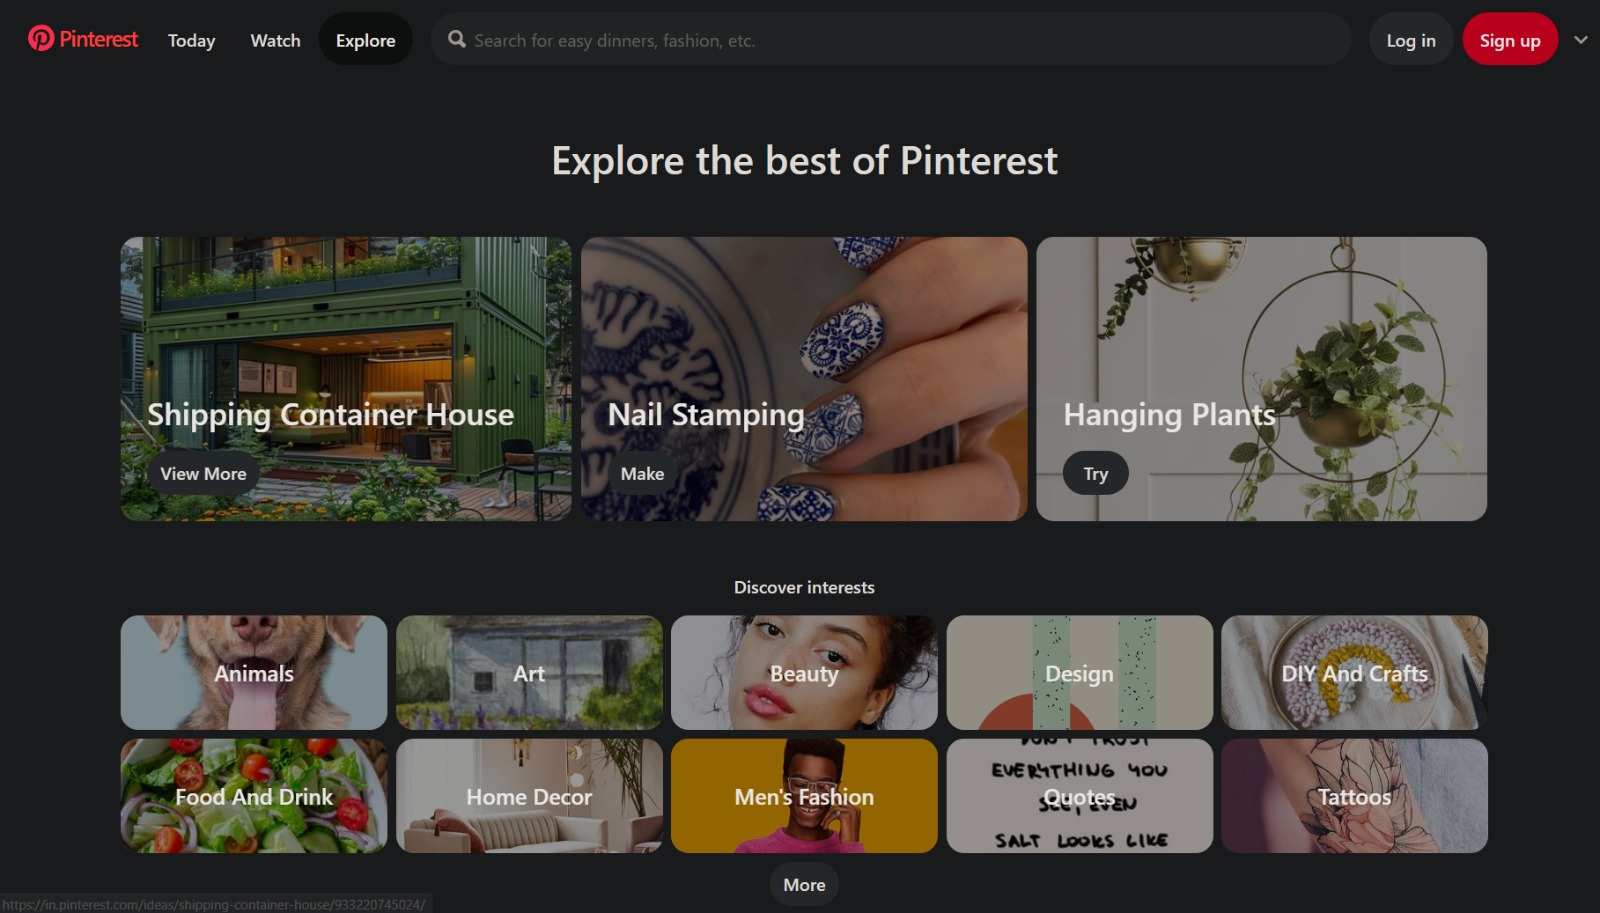 Pinterest
Today
Watch
Explore
Search for easy dinners, fashion, etc.
Log in
Sign up
Explore the best of Pinterest
Shipping Container House
View More
Nail Stamping
Make
Hanging Plants
Try
Discover interests
Animals
Art
Beauty
Design
DIY And Crafts
Food And Drink
Home Decor
Men's Fashion
DON'T TRUST
EVERYTHING YOU
SEE, EVEN
SALT LOOKS LIKE
Quotes
Tattoos
More
https://in.pinterest.com/ideas/shipping-container-house/933220745024/